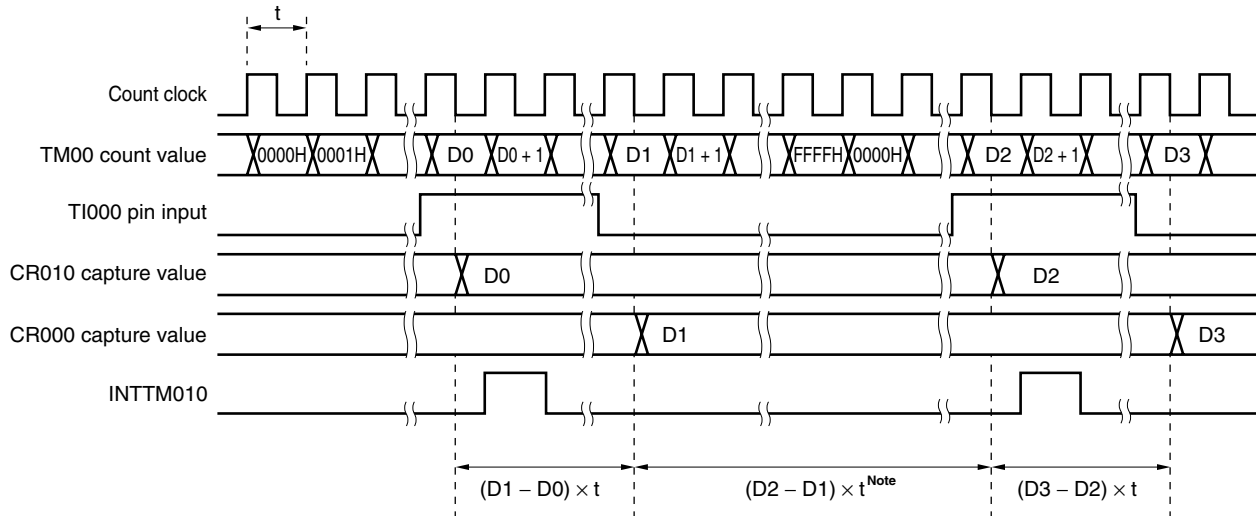 t
Count clock
TM00 count value
0000H 0001H D0 D0 + 1 D1 D1 + 1 FFFFH 0000H D2 D2 + 1 D3
TI000 pin input
CR010 capture value D0 D2
CR000 capture value D1 D3
INTTM010
(D1 − D0) × t (D2 − D1) × t Note (D3 − D2) × t